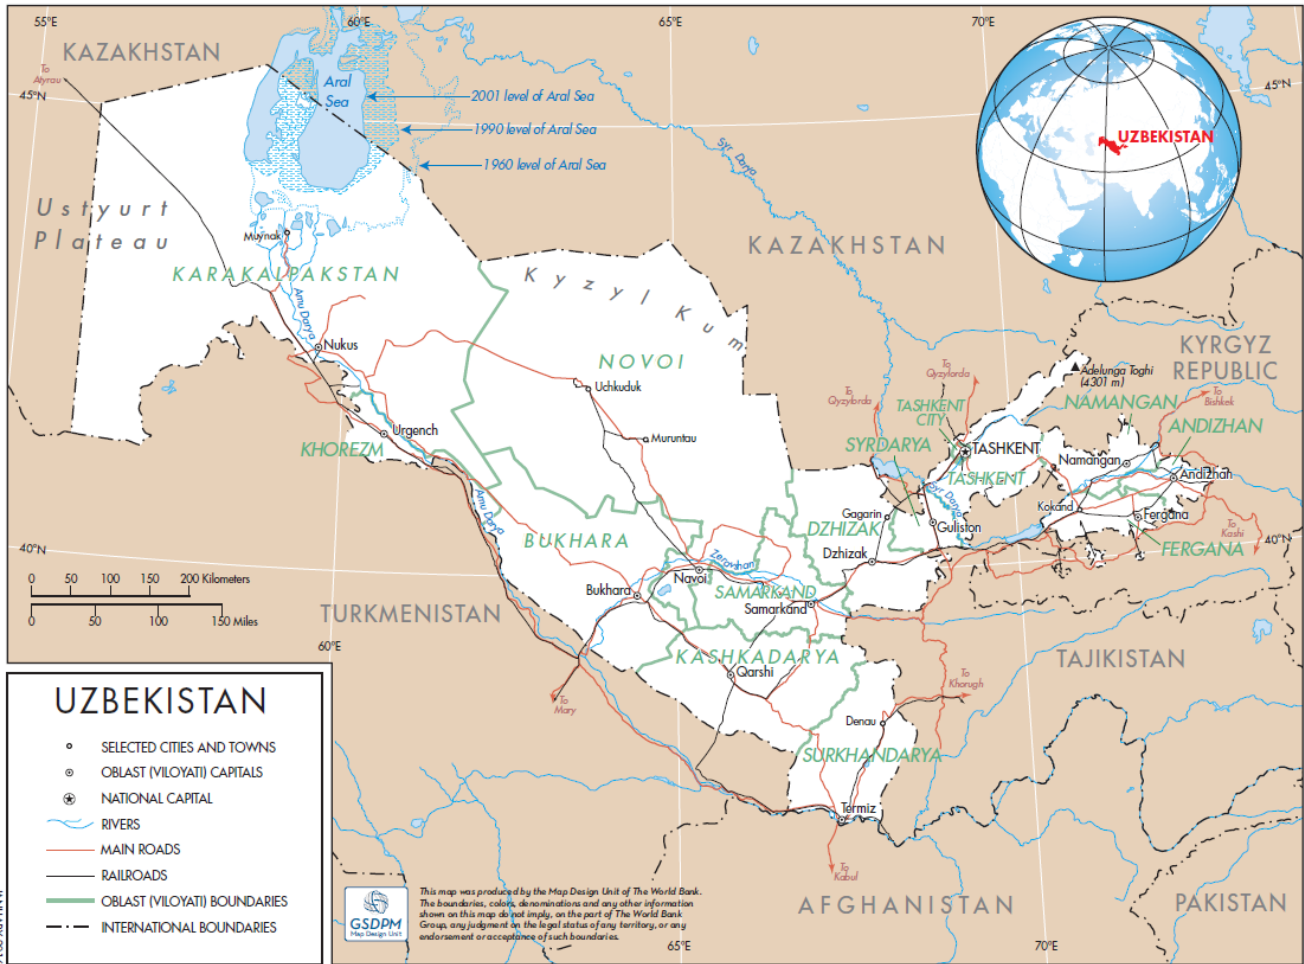 55°E
60°E
65°E
70°E
KAZAKHSTAN
To
Atyrau
45°N
Aral
Sea
2001 level of Aral Sea
1990 level of Aral Sea
1960 level of Aral Sea
Syr Darya
45°N
UZBEKISTAN
Ustyurt
Plateau
Muynak
KARAKALPAKSTAN
Amu Darya
Kyzyl Kum
KAZAKHSTAN
Nukus
NOVOI
Uchkuduk
Muruntau
KHOREZM
Urgench
Amu Darya
To
Qyzylorda
To
Qyzylorda
TASHKENT
CITY
SYRDARYA
TASHKENT
TASHKENT
Syr Darya
Adelunga Toghi
(4301 m)
KYRGYZ
REPUBLIC
To
Bishkek
NAMANGAN
ANDIZHAN
Namangan
Andizhan
Kokand
Fergana
FERGANA
To
Kashi
40°N
40°N
Gagarin
Guliston
DZHIZAK
Dzhizak
BUKHARA
Bukhara
Navoi
Zeravshan
SAMARKAND
Samarkand
0 50 100 150 200 Kilometers
0 50 100 150 Miles
TURKMENISTAN
60°E
KASHKADARYA
Qarshi
To
Mary
Denau
To
Khorugh
TAJIKISTAN
SURKHANDARYA
Termiz
To
Kabul
AFGHANISTAN
PAKISTAN
65°E
70°E
UZBEKISTAN
SELECTED CITIES AND TOWNS
OBLAST (VILOYATI) CAPITALS
NATIONAL CAPITAL
RIVERS
MAIN ROADS
RAILROADS
OBLAST (VILOYATI) BOUNDARIES
INTERNATIONAL BOUNDARIES
GSDPM
Map Design Unit
This map was produced by the Map Design Unit of The World Bank.
The boundaries, colors, denominations and any other information
shown on this map do not imply, on the part of The World Bank
Group, any judgment on the legal status of any territory, or any
endorsement or acceptance of such boundaries.